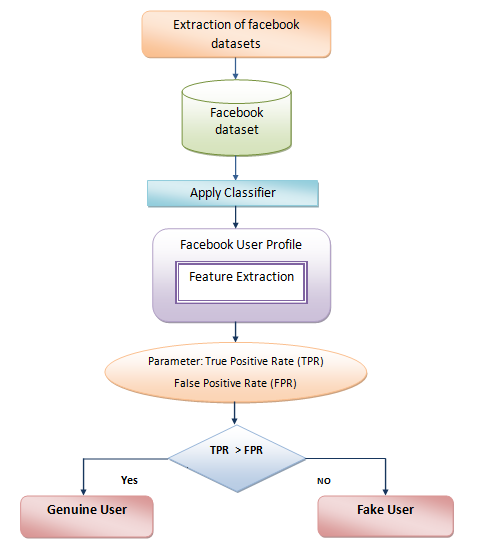 Extraction of facebook
datasets
Facebook
dataset
Apply Classifier
Facebook User Profile
Feature Extraction
Parameter: True Positive Rate (TPR)
False Positive Rate (FPR)
TPR > FPR
Yes
NO
Genuine User
Fake User